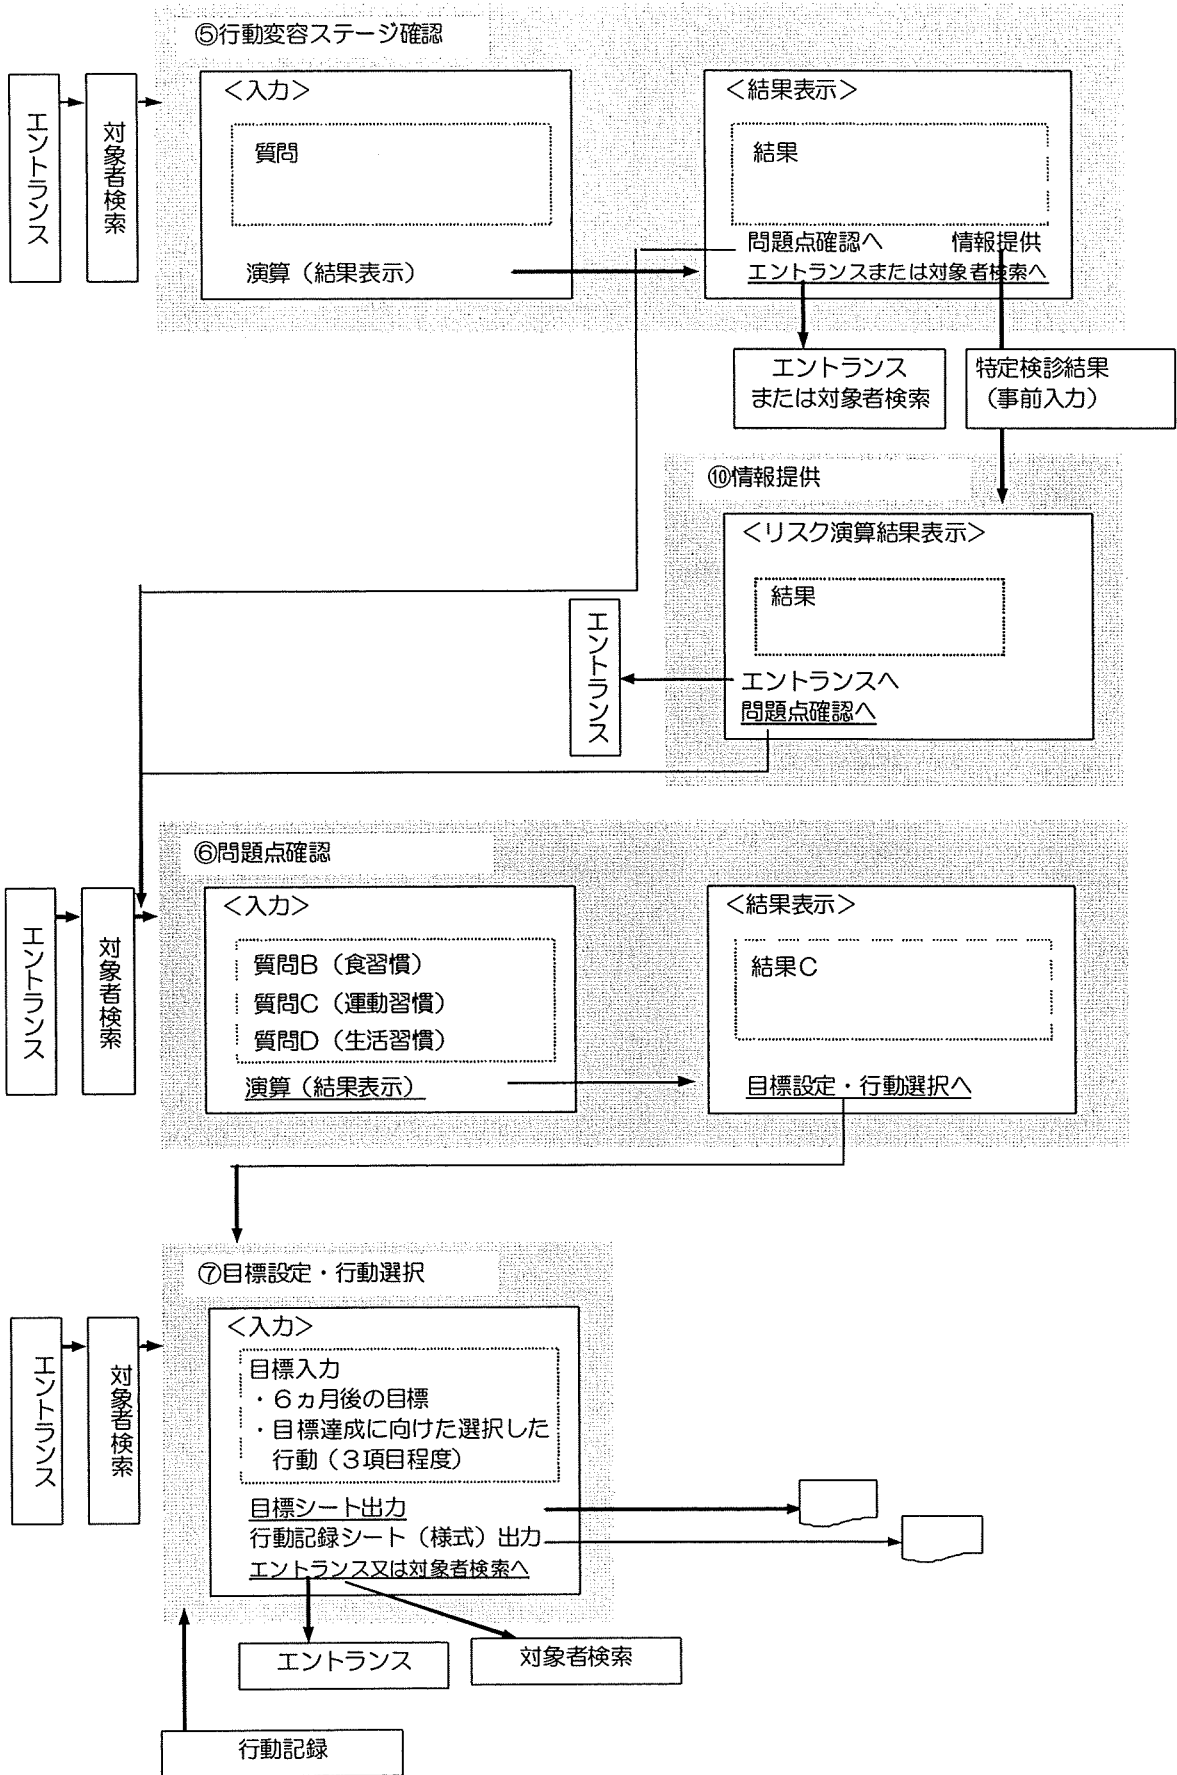 ⑤行動変容ステージ確認
エントランス
対象者検索
＜入力＞
質問
演算（結果表示）
＜結果表示＞
結果
問題点確認へ　情報提供
エントランスまたは対象者検索へ
エントランス
または対象者検索
特定検診結果
（事前入力）
⑩情報提供
＜リスク演算結果表示＞
結果
エントランスへ
問題点確認へ
エントランス
⑥問題点確認
エントランス
対象者検索
＜入力＞
質問B（食習慣）
質問C（運動習慣）
質問D（生活習慣）
演算（結果表示）
＜結果表示＞
結果C
目標設定・行動選択へ
⑦目標設定・行動選択
エントランス
対象者検索
＜入力＞
目標入力
・６ヵ月後の目標
・目標達成に向けた選択した
行動（３項目程度）
目標シート出力
行動記録シート（様式）出力
エントランス又は対象者検索へ
エントランス
対象者検索
行動記録